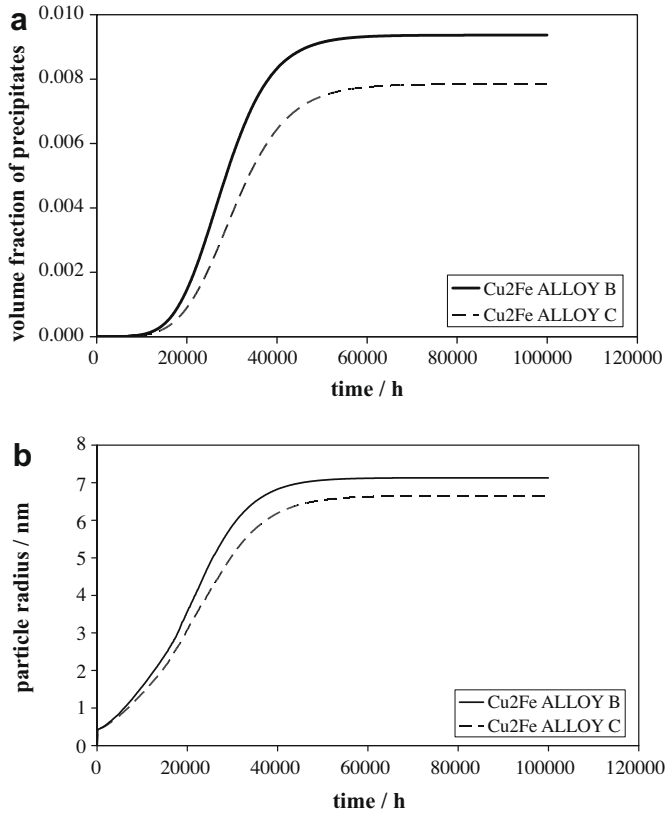 a
volume fraction of precipitates
0.010
0.008
0.006
0.004
0.002
0.000
Cu2Fe ALLOY B
Cu2Fe ALLOY C
0 20000 40000 60000 80000 100000 120000
time / h
b
particle radius / nm
8
7
6
5
4
3
2
1
0
Cu2Fe ALLOY B
Cu2Fe ALLOY C
0 20000 40000 60000 80000 100000 120000
time / h